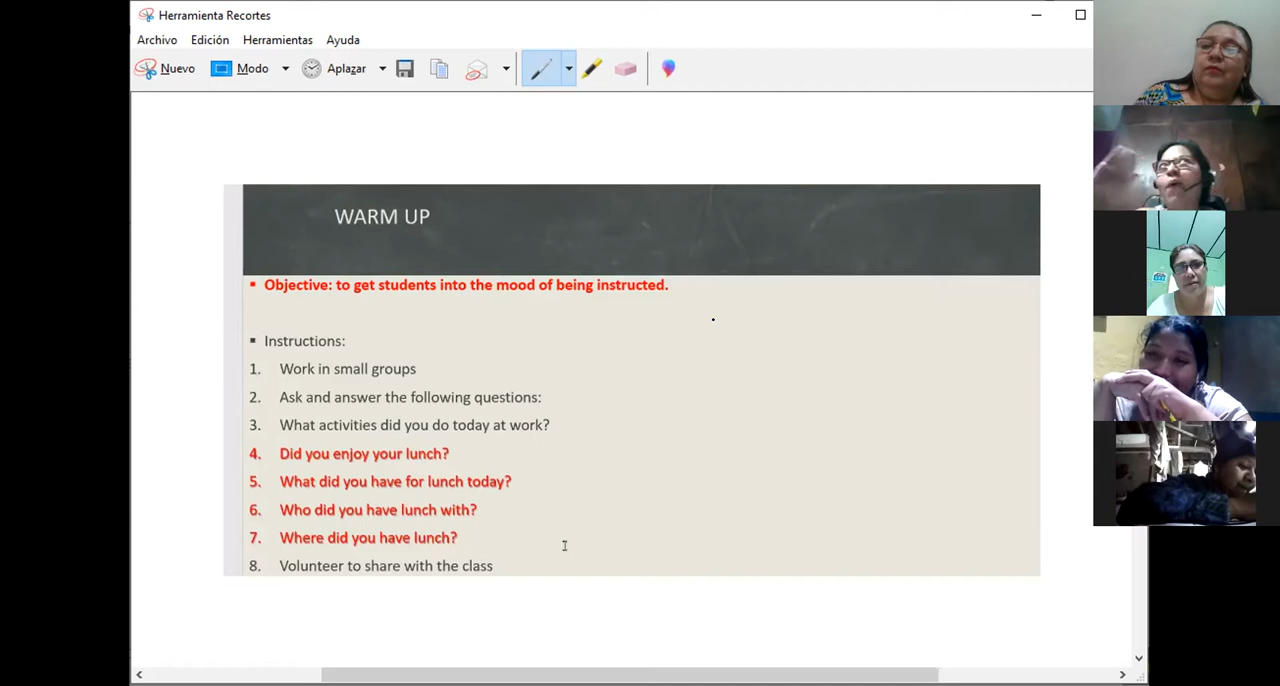 Herramienta Recortes
Archivo Edición Herramientas Ayuda
Nuevo Modo Aplazar
WARM UP
▪ Objective: to get students into the mood of being instructed.
▪ Instructions:
1. Work in small groups
2. Ask and answer the following questions:
3. What activities did you do today at work?
4. Did you enjoy your lunch?
5. What did you have for lunch today?
6. Who did you have lunch with?
7. Where did you have lunch?
8. Volunteer to share with the class